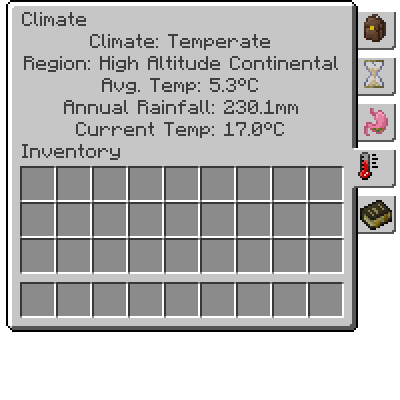 Climate
Climate: Temperate
Region: High Altitude Continental
Avg. Temp: 5.3°C
Annual Rainfall: 230.1mm
Current Temp: 17.0°C
Inventory